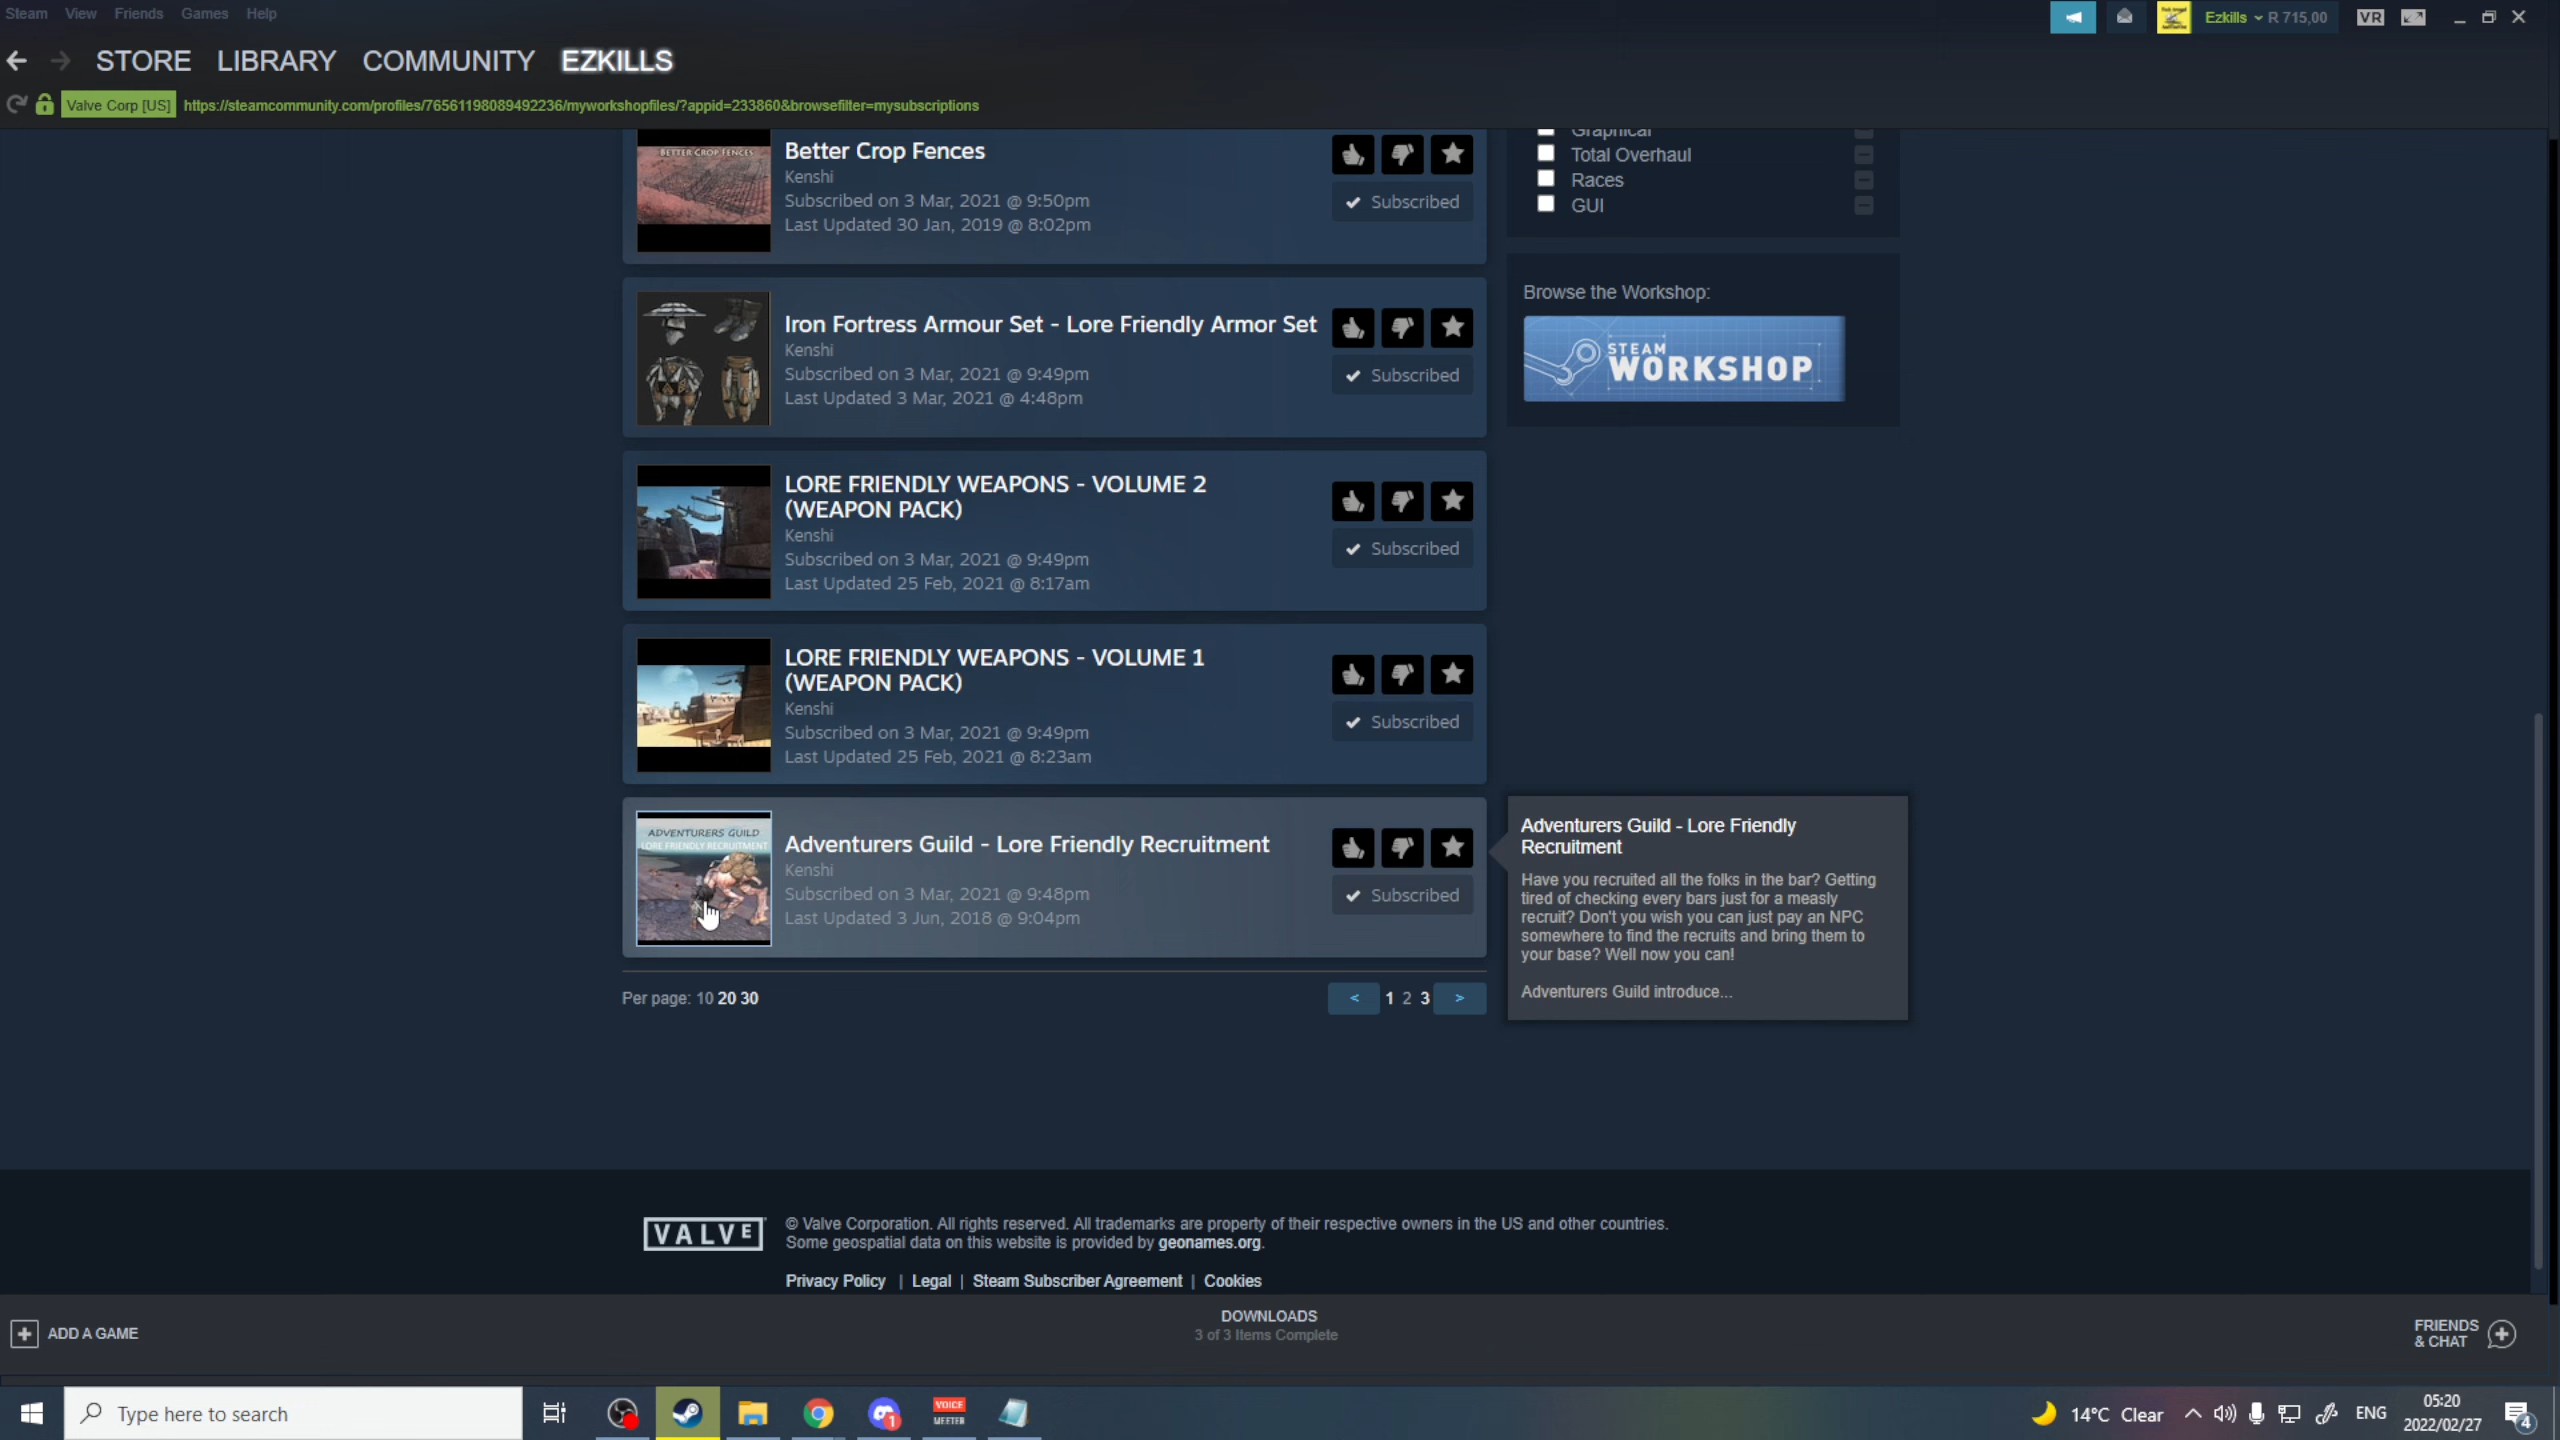 Steam View Friends Games Help
Ezkills R 715,00 VR
STORE LIBRARY COMMUNITY EZKILLS
Valve Corp [US] https://steamcommunity.com/profiles/76561198089492236/myworkshopfiles/?appid=233860&browsefilter=mysubscriptions
BETTER CROP FENCES
Better Crop Fences
Kenshi
Subscribed on 3 Mar, 2021 @ 9:50pm
Last Updated 30 Jan, 2019 @ 8:02pm
Subscribed
Graphical
Total Overhaul
Races
GUI
Browse the Workshop:
STEAM
WORKSHOP
Iron Fortress Armour Set - Lore Friendly Armor Set
Kenshi
Subscribed on 3 Mar, 2021 @ 9:49pm
Last Updated 3 Mar, 2021 @ 4:48pm
Subscribed
LORE FRIENDLY WEAPONS - VOLUME 2
(WEAPON PACK)
Kenshi
Subscribed on 3 Mar, 2021 @ 9:49pm
Last Updated 25 Feb, 2021 @ 8:17am
Subscribed
LORE FRIENDLY WEAPONS - VOLUME 1
(WEAPON PACK)
Kenshi
Subscribed on 3 Mar, 2021 @ 9:49pm
Last Updated 25 Feb, 2021 @ 8:23am
Subscribed
ADVENTURERS GUILD
LORE FRIENDLY RECRUITMENT
Adventurers Guild - Lore Friendly Recruitment
Kenshi
Subscribed on 3 Mar, 2021 @ 9:48pm
Last Updated 3 Jun, 2018 @ 9:04pm
Subscribed
Adventurers Guild - Lore Friendly
Recruitment
Have you recruited all the folks in the bar? Getting
tired of checking every bars just for a measly
recruit? Don't you wish you can just pay an NPC
somewhere to find the recruits and bring them to
your base? Well now you can!
Adventurers Guild introduce...
Per page: 10 20 30
< 1 2 3 >
VALVE
© Valve Corporation. All rights reserved. All trademarks are property of their respective owners in the US and other countries.
Some geospatial data on this website is provided by geonames.org.
Privacy Policy | Legal | Steam Subscriber Agreement | Cookies
ADD A GAME
DOWNLOADS
3 of 3 Items Complete
FRIENDS
& CHAT
Type here to search
1
VOICE
MEETER
14°C Clear
ENG
05:20
2022/02/27
4